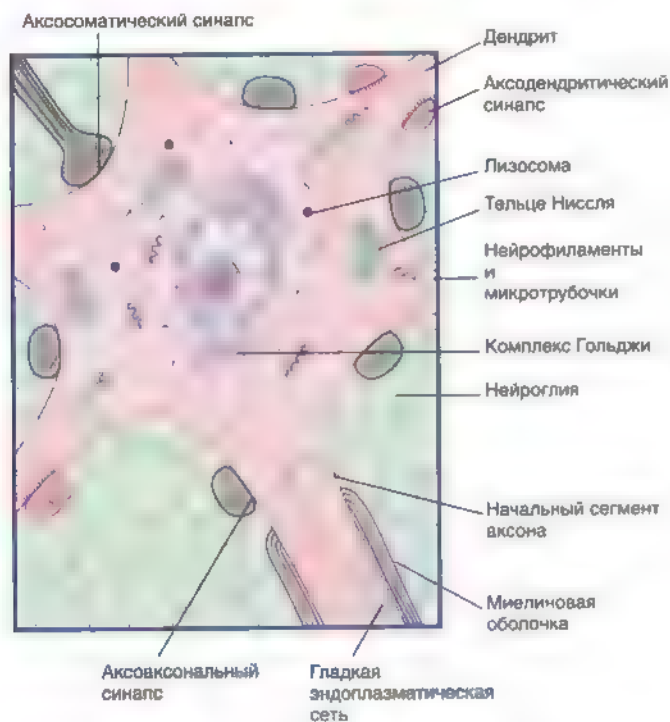 Аксосоматический синапс
Дендрит
Аксодендритический
синапс
Лизосома
Тельце Ниссля
Нейрофиламенты
и
микротрубочки
Комплекс Гольджи
Нейроглия
Начальный сегмент
аксона
Миелиновая
оболочка
Аксоаксональный
синапс
Гладкая
эндоплазматическая
сеть